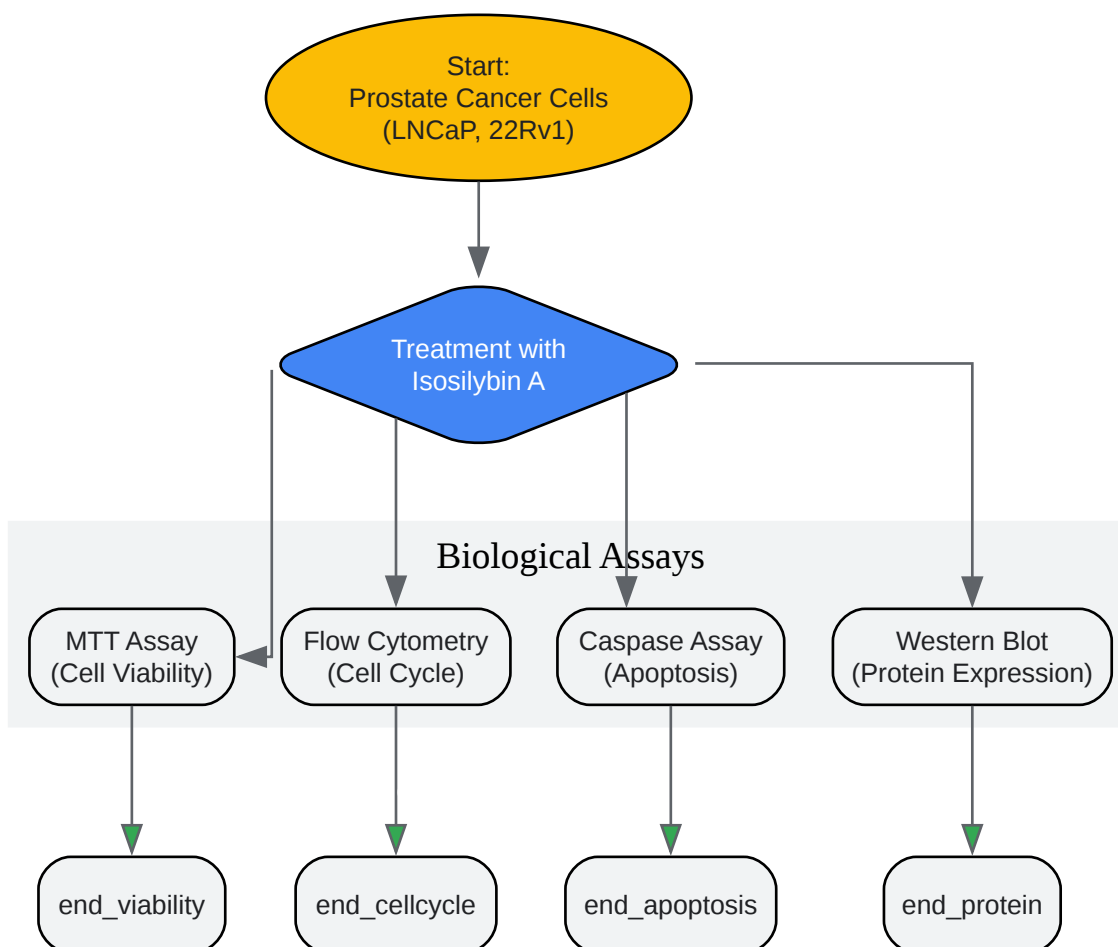 Start:
Prostate Cancer Cells
(LNCaP, 22Rv1)
Treatment with
Isosilybin A
Biological Assays
MTT Assay
(Cell Viability)
Flow Cytometry
(Cell Cycle)
Caspase Assay
(Apoptosis)
Western Blot
(Protein Expression)
end_viability
end_cellcycle
end_apoptosis
end_protein